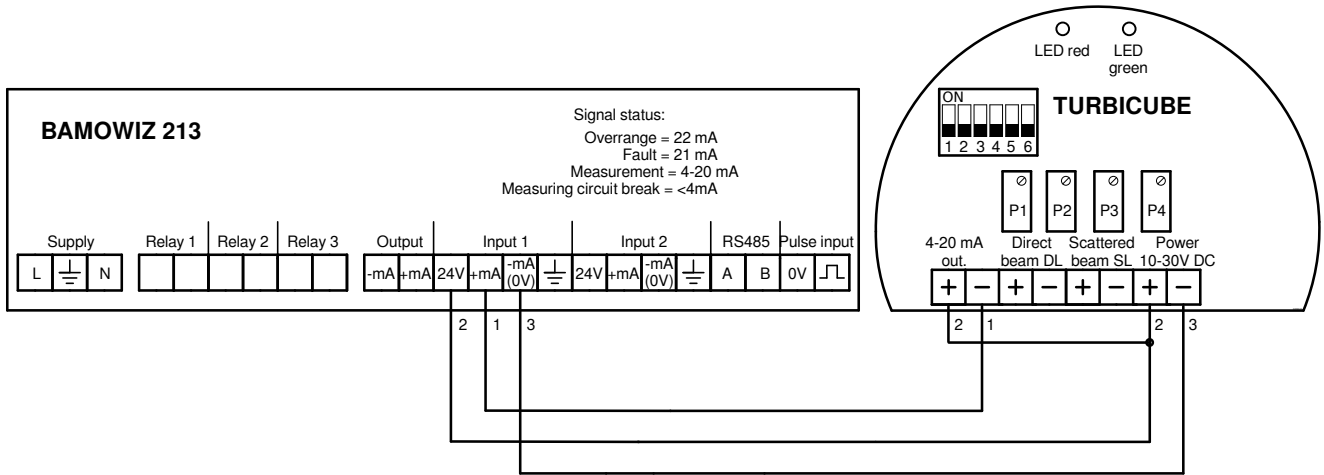 BAMOWIZ 213
Signal status:
Overrange = 22 mA
Fault = 21 mA
Measurement = 4-20 mA
Measuring circuit break = <4mA
Supply
Relay 1
Relay 2
Relay 3
Output
Input 1
Input 2
RS485
Pulse input
L
N
-mA
+mA
24V
+mA
-mA
(0V)
24V
+mA
-mA
(0V)
A
B
0V
2
1
3
LED red
LED
green
ON
1 2 3 4 5 6
TURBICUBE
P1
P2
P3
P4
4-20 mA
out.
Direct
beam DL
Scattered
beam SL
Power
10-30V DC
+
−
+
−
+
−
+
−
2
1
2
3